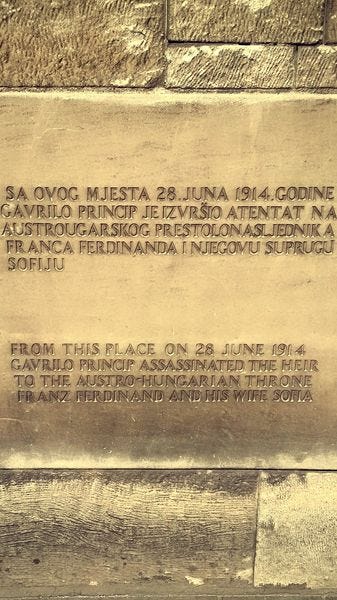 SA OVOG MJESTA 28. JUNA 1914. GODINE
GAVRILO PRINCIP JE IZVRŠIO ATENTAT NA
AUSTROUGARSKOG PRESTOLONASLJEDNIKA
FRANCA FERDINANDA I NJEGOVU SUPRUGU
SOFIJU
FROM THIS PLACE ON 28 JUNE 1914
GAVRILO PRINCIP ASSASSINATED THE HEIR
TO THE AUSTRO-HUNGARIAN THRONE
FRANZ FERDINAND AND HIS WIFE SOFIA